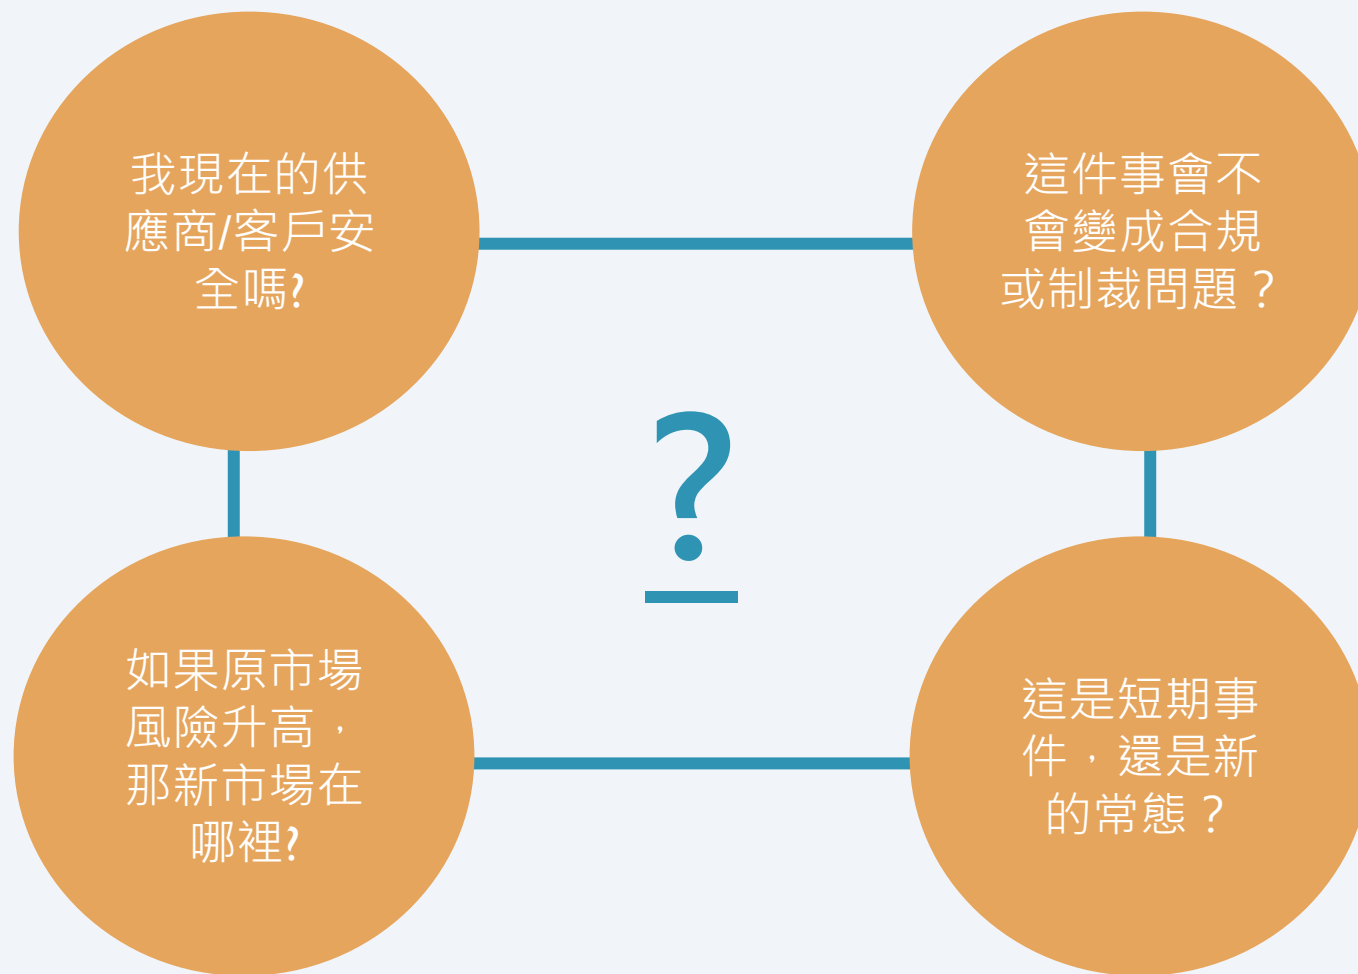 我現在的供
應商/客戶安
全嗎?
這件事會不
會變成合規
或制裁問題？
?
如果原市場
風險升高，
那新市場在
哪裡?
這是短期事
件，還是新
的常態？